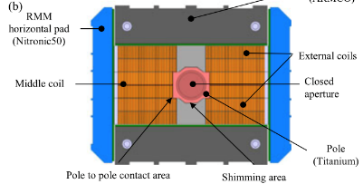 (b)
RMM
horizontal pad
(Nitronic50)
External coils
Middle coil
Closed
aperture
Pole
(Titanium)
Pole to pole contact area
Shimming area